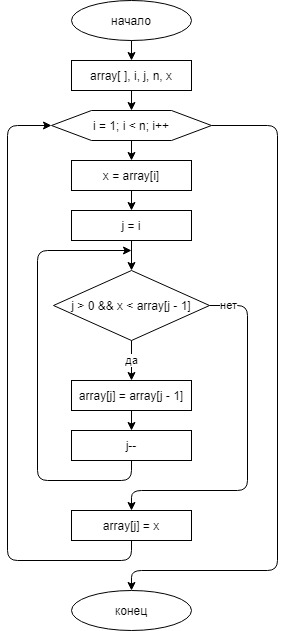 начало
array[ ], i, j, n, x
i = 1; i < n; i++
x = array[i]
j = i
j > 0 && x < array[j - 1]
нет
да
array[j] = array[j - 1]
j--
array[j] = x
конец